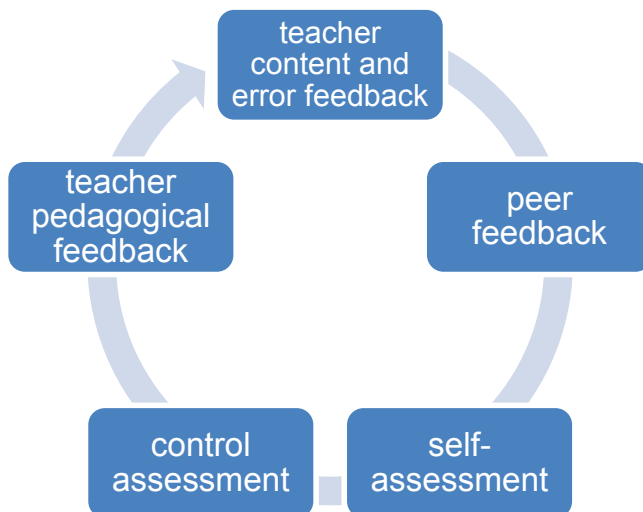 teacher
content and
error feedback
peer
feedback
self-
assessment
control
assessment
teacher
pedagogical
feedback